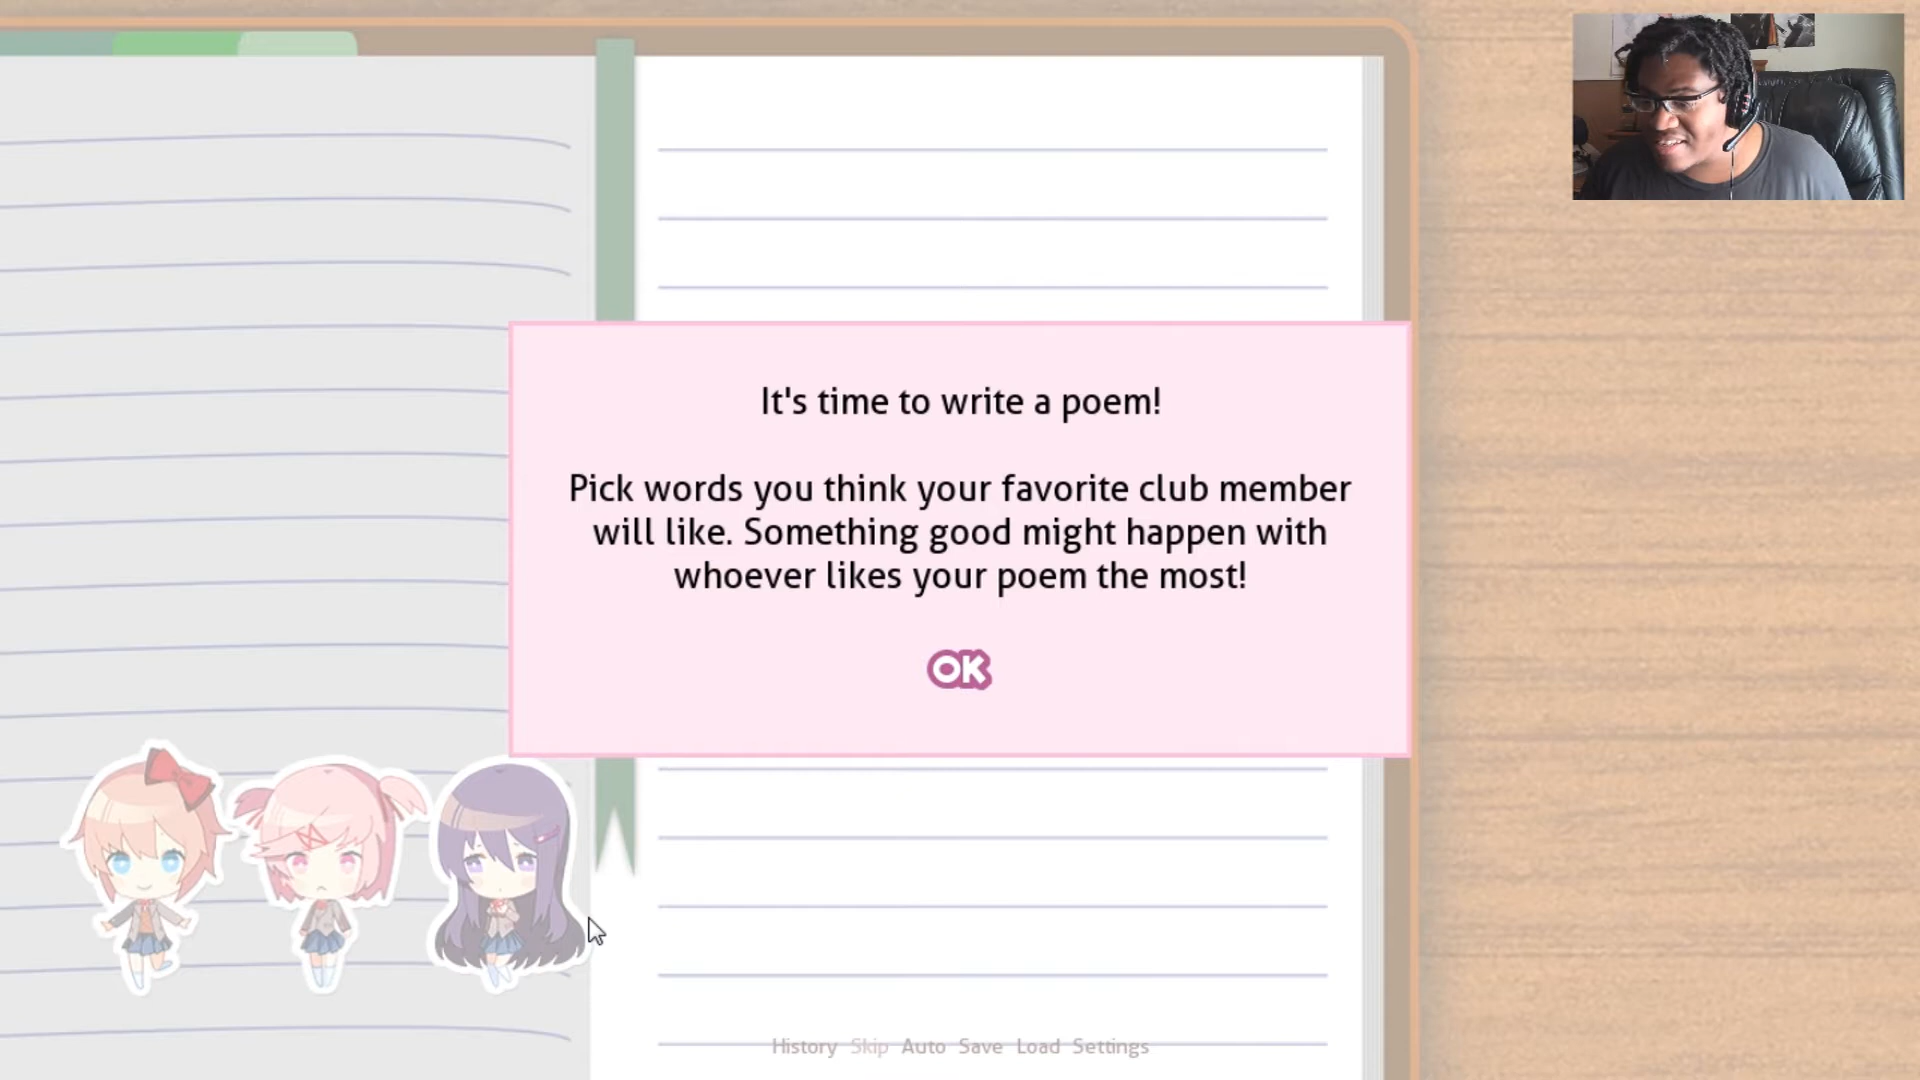 It's time to write a poem!
Pick words you think your favorite club member
will like. Something good might happen with
whoever likes your poem the most!
OK
History Skip Auto Save Load Settings